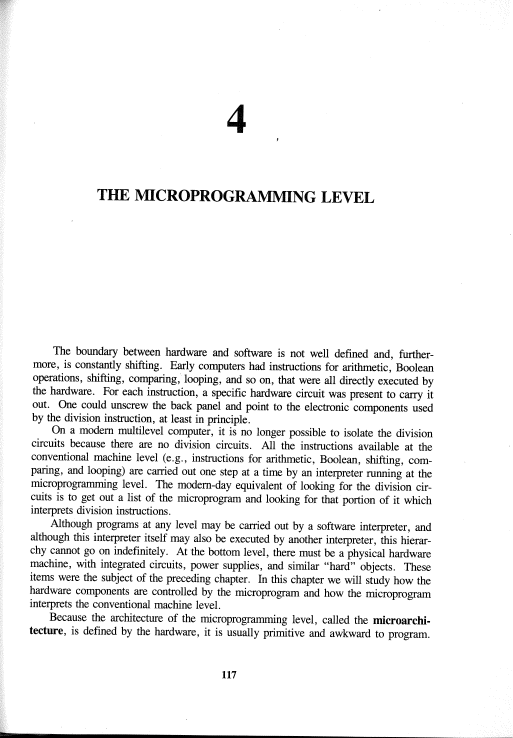 4
THE MICROPROGRAMMING LEVEL
The boundary between hardware and software is not well defined and, further-
more, is constantly shifting. Early computers had instructions for arithmetic, Boolean
operations, shifting, comparing, looping, and so on, that were all directly executed by
the hardware. For each instruction, a specific hardware circuit was present to carry it
out. One could unscrew the back panel and point to the electronic components used
by the division instruction, at least in principle.
On a modern multilevel computer, it is no longer possible to isolate the division
circuits because there are no division circuits. All the instructions available at the
conventional machine level (e.g., instructions for arithmetic, Boolean, shifting, com-
paring, and looping) are carried out one step at a time by an interpreter running at the
microprogramming level. The modern-day equivalent of looking for the division cir-
cuits is to get out a list of the microprogram and looking for that portion of it which
interprets division instructions.
Although programs at any level may be carried out by a software interpreter, and
although this interpreter itself may also be executed by another interpreter, this hierar-
chy cannot go on indefinitely. At the bottom level, there must be a physical hardware
machine, with integrated circuits, power supplies, and similar “hard” objects. These
items were the subject of the preceding chapter. In this chapter we will study how the
hardware components are controlled by the microprogram and how the microprogram
interprets the conventional machine level.
Because the architecture of the microprogramming level, called the microarchi-
tecture, is defined by the hardware, it is usually primitive and awkward to program.
117